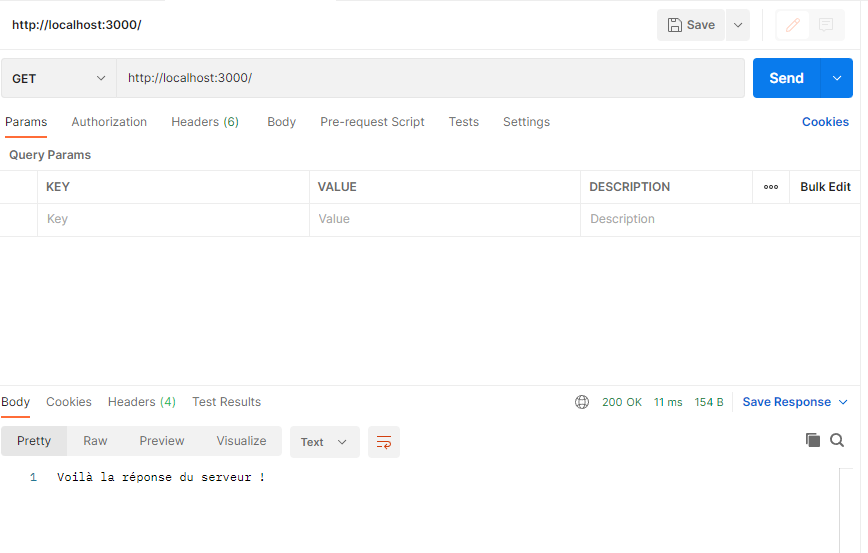 http://localhost:3000/
Save
GET
http://localhost:3000/
Send
Params Authorization Headers (6) Body Pre-request Script Tests Settings Cookies
Query Params
KEY VALUE DESCRIPTION Bulk Edit
Key Value Description
Body Cookies Headers (4) Test Results 200 OK 11 ms 154 B Save Response
Pretty Raw Preview Visualize Text
1 Voilà la réponse du serveur !